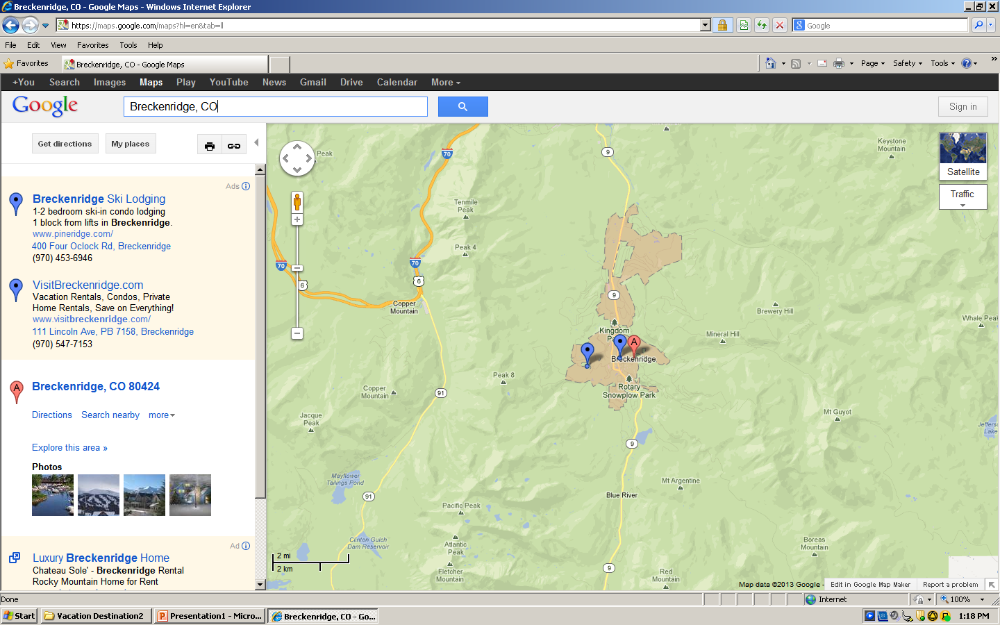 Breckenridge, CO - Google Maps - Windows Internet Explorer
https://maps.google.com/maps?hl=en&tab=ll
Google
File Edit View Favorites Tools Help
Favorites
Breckenridge, CO - Google Maps
Page Safety Tools
+You Search Images Maps Play YouTube News Gmail Drive Calendar More
Google
Breckenridge, CO
Sign in
Get directions
My places
Ads
Breckenridge Ski Lodging
1-2 bedroom ski-in condo lodging
1 block from lifts in Breckenridge.
www.pineridge.com/
400 Four Oclock Rd, Breckenridge
(970) 453-6946
VisitBreckenridge.com
Vacation Rentals, Condos, Private
Home Rentals, Save on Everything!
www.visitbreckenridge.com/
111 Lincoln Ave, PB 7158, Breckenridge
(970) 547-7153
A
Breckenridge, CO 80424
Directions Search nearby more
Explore this area »
Photos
Ad
Luxury Breckenridge Home
Chateau Sole' - Breckenridge Rental
Rocky Mountain Home for Rent
Peak
70
9
Keystone
Mountain
Satellite
Traffic
Tenmile
Peak
Peak 4
70
70
6
6
Copper
Mountain
9
Brewery Hill
Whale Peak
Kingdom
Mineral Hill
A
Breckenridge
Peak 8
Rotary
Snowplow Park
Copper
Mountain
91
Jacque
Peak
Mt Guyot
Lake
9
Mayflower
Tailings Pond
91
Mt Argentine
Blue River
Pacific Peak
Clinton Gulch
Dam Reservoir
Atlantic
Peak
Boreas
Mountain
2 mi
2 km
Fletcher
Mountain
9
Red
Mountain
Map data ©2013 Google -
Edit in Google Map Maker
Report a problem
Done
Internet
100%
Start
Vacation Destination2
Presentation1 - Micro...
Breckenridge, CO - Go...
1:18 PM